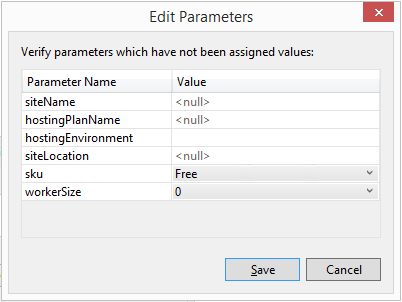 Edit Parameters
Verify parameters which have not been assigned values:
Parameter Name Value
siteName <null>
hostingPlanName <null>
hostingEnvironment
siteLocation <null>
sku Free
workerSize 0
Save Cancel